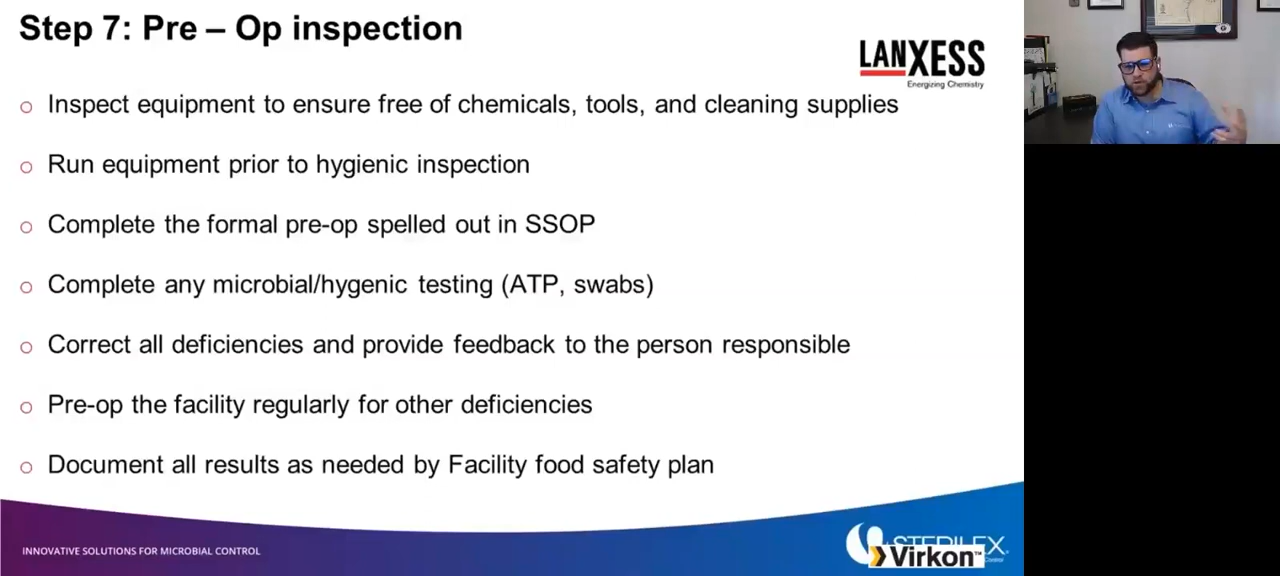 Step 7: Pre – Op inspection
LANXESS
Energizing Chemistry
○ Inspect equipment to ensure free of chemicals, tools, and cleaning supplies
○ Run equipment prior to hygienic inspection
○ Complete the formal pre-op spelled out in SSOP
○ Complete any microbial/hygenic testing (ATP, swabs)
○ Correct all deficiencies and provide feedback to the person responsible
○ Pre-op the facility regularly for other deficiencies
○ Document all results as needed by Facility food safety plan
INNOVATIVE SOLUTIONS FOR MICROBIAL CONTROL
STERILEX
Virkon™